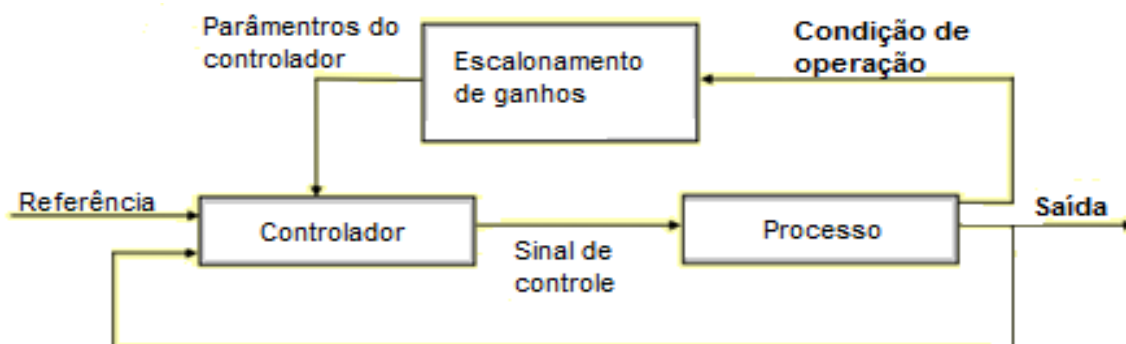 Parâmentros do
controlador
Escalonamento
de ganhos
Condição de
operação
Referência
Controlador
Sinal de
controle
Processo
Saída